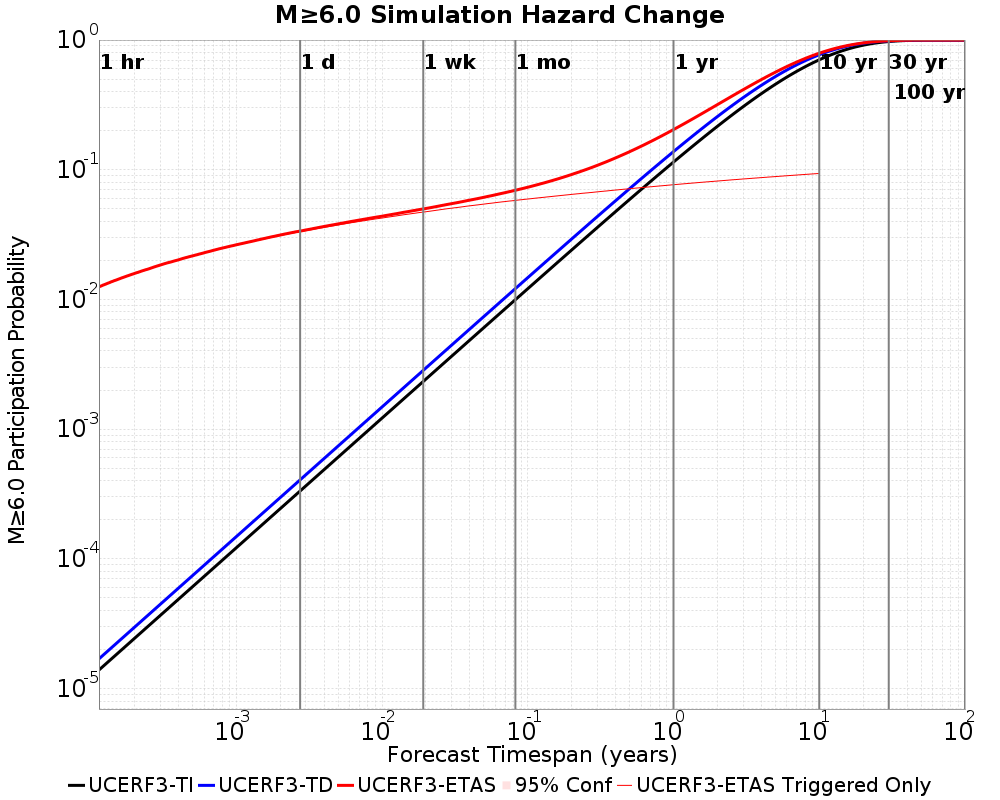 M≥6.0 Simulation Hazard Change
10^0
10^-1
10^-2
10^-3
10^-4
10^-5
M≥6.0 Participation Probability
1 hr
1 d
1 wk
1 mo
1 yr
10 yr
30 yr
100 yr
10^-3
10^-2
10^-1
10^0
10^1
10^2
Forecast Timespan (years)
UCERF3-TI
UCERF3-TD
UCERF3-ETAS
95% Conf
UCERF3-ETAS Triggered Only